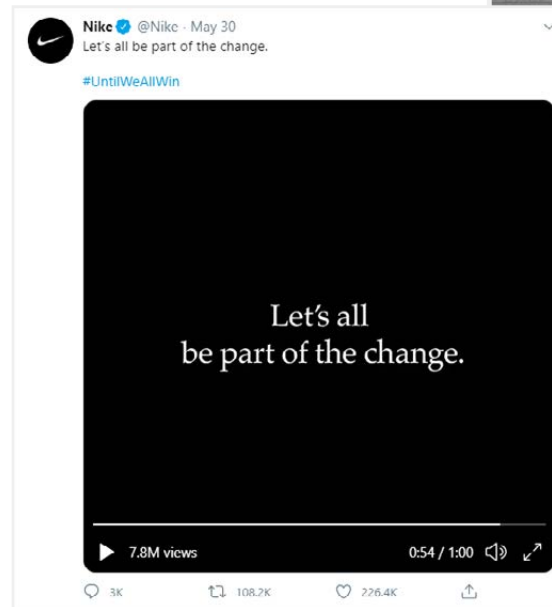 Nike @Nike · May 30
Let's all be part of the change.
#UntilWeAllWin
Let's all
be part of the change.
7.8M views
0:54 / 1:00
3K
108.2K
226.4K